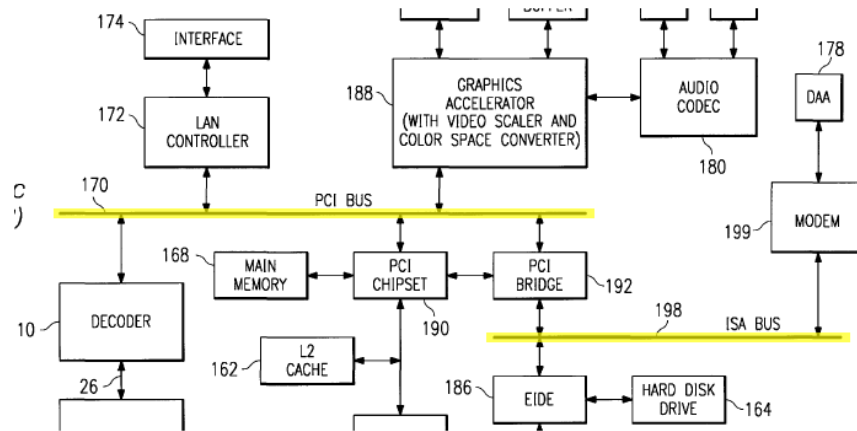 BUFFER
174
INTERFACE
178
188
GRAPHICS
ACCELERATOR
(WITH VIDEO SCALER AND
COLOR SPACE CONVERTER)
AUDIO
CODEC
DAA
172
LAN
CONTROLLER
180
C
)
170
PCI BUS
199
MODEM
168
MAIN
MEMORY
PCI
CHIPSET
PCI
BRIDGE
192
190
10
DECODER
198
ISA BUS
162
L2
CACHE
26
186
EIDE
HARD DISK
DRIVE
164